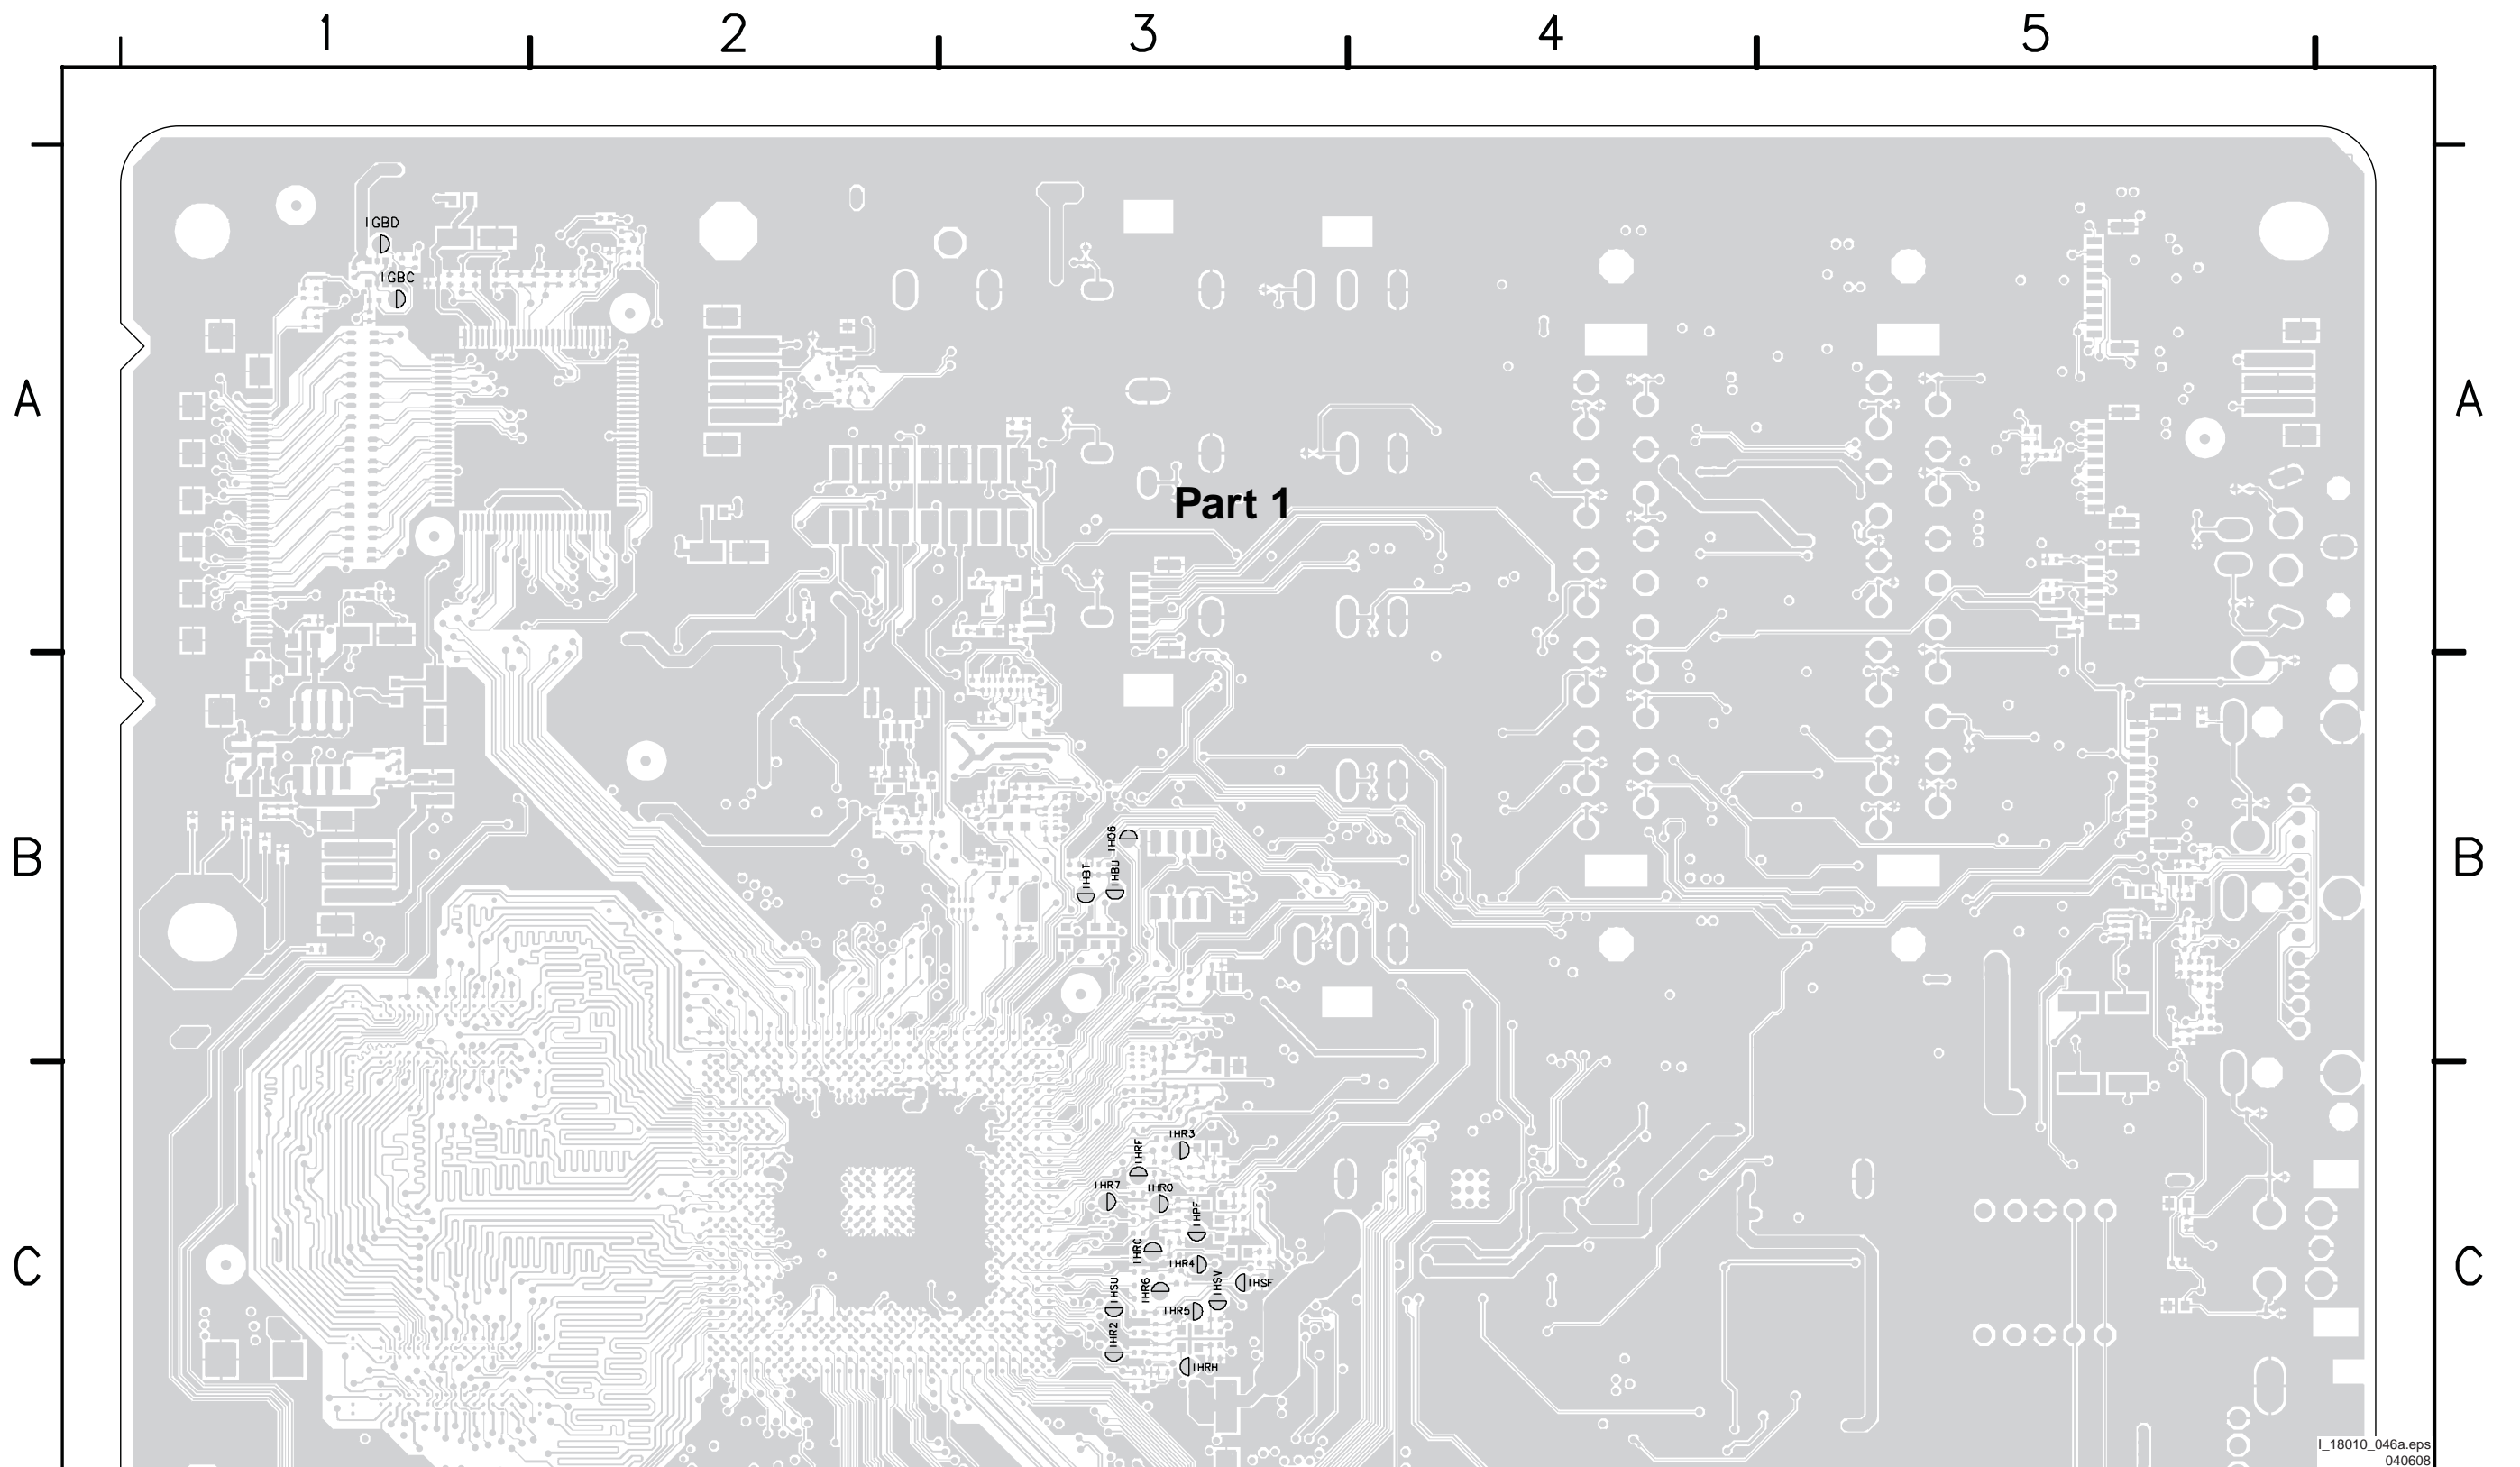 1 2 3 4 5
IGBD
IGBC
A A
Part 1
IH06
IHBT
IHBU
B B
IHR3
IHRF
IHR7
IHR0
IHPF
IHRC
IHR4
C C
IHSU
IHR6
IHSV
IHSF
IHR5
IHR2
IHRH
I_18010_046a.eps
040608